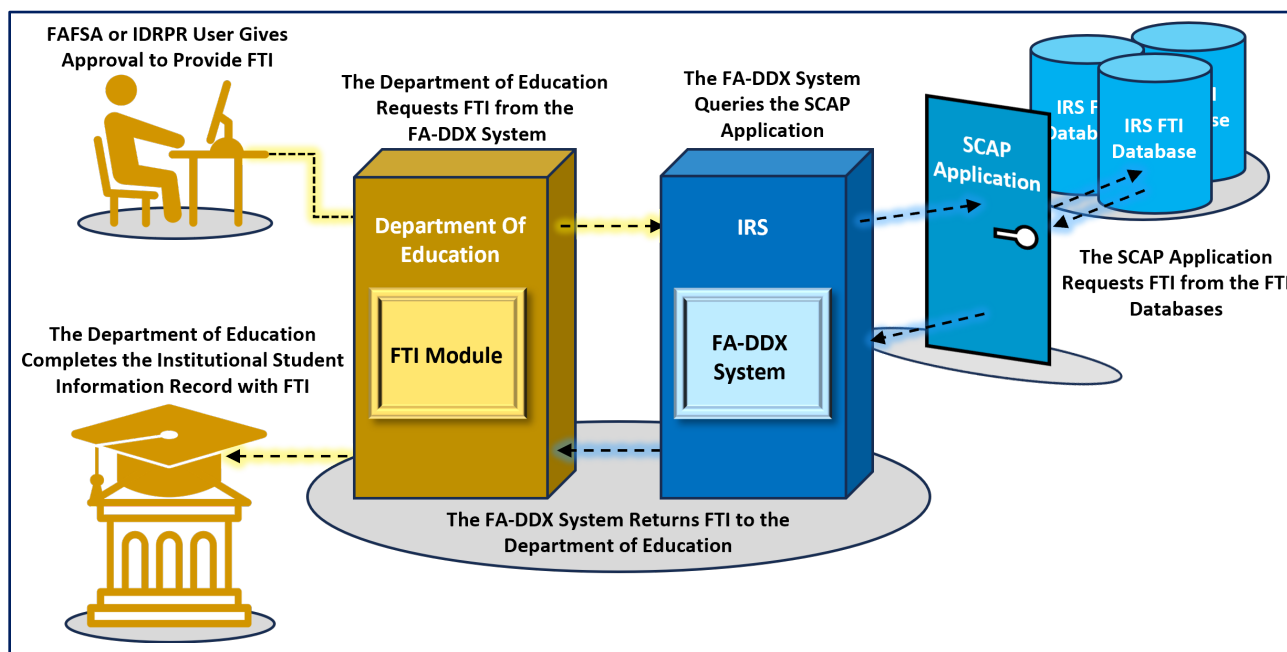 FAFSA or IDRPR User Gives
Approval to Provide FTI
The Department of Education
Requests FTI from the
FA-DDX System
The FA-DDX System
Queries the SCAP
Application
SCAP
Application
IRS F
Database
IRS FTI
Database
Department Of
Education
FTI Module
IRS
FA-DDX
System
The SCAP Application
Requests FTI from the FTI
Databases
The Department of Education
Completes the Institutional Student
Information Record with FTI
The FA-DDX System Returns FTI to the
Department of Education